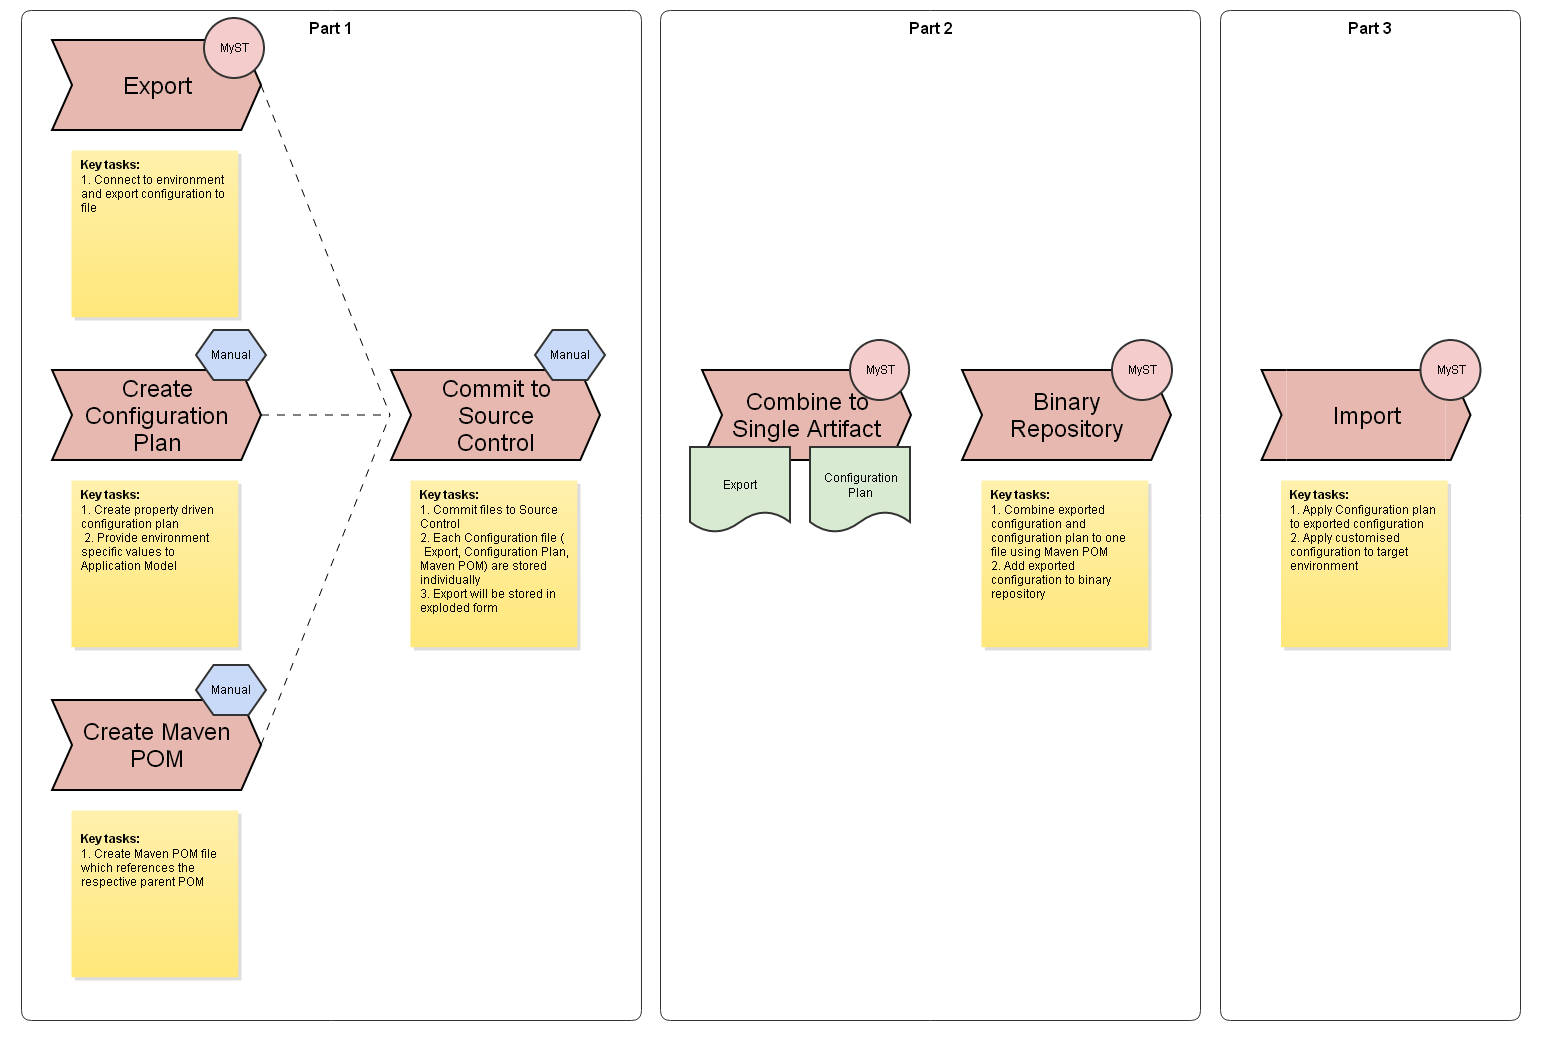 Part 1
MyST
Export
Key tasks:
1. Connect to environment
and export configuration to
file
Manual
Create
Configuration
Plan
Key tasks:
1. Create property driven
configuration plan
2. Provide environment
specific values to
Application Model
Manual
Create Maven
POM
Key tasks:
1. Create Maven POM file
which references the
respective parent POM
Manual
Commit to
Source
Control
Key tasks:
1. Commit files to Source
Control
2. Each Configuration file (
Export, Configuration Plan,
Maven POM) are stored
individually
3. Export will be stored in
exploded form
Part 2
MyST
Combine to
Single Artifact
Export
Configuration
Plan
MyST
Binary
Repository
Key tasks:
1. Combine exported
configuration and
configuration plan to one
file using Maven POM
2. Add exported
configuration to binary
repository
Part 3
MyST
Import
Key tasks:
1. Apply Configuration plan
to exported configuration
2. Apply customised
configuration to target
environment